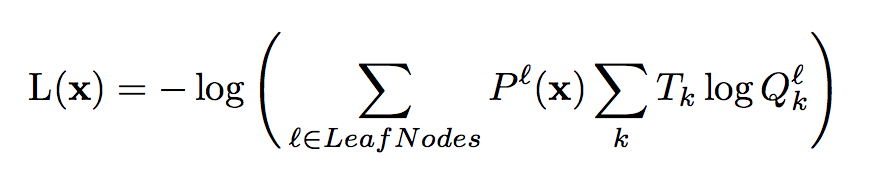 L(x) = − log ( ∑_{ℓ∈LeafNodes} P^ℓ(x) ∑_k T_k log Q_k^ℓ )